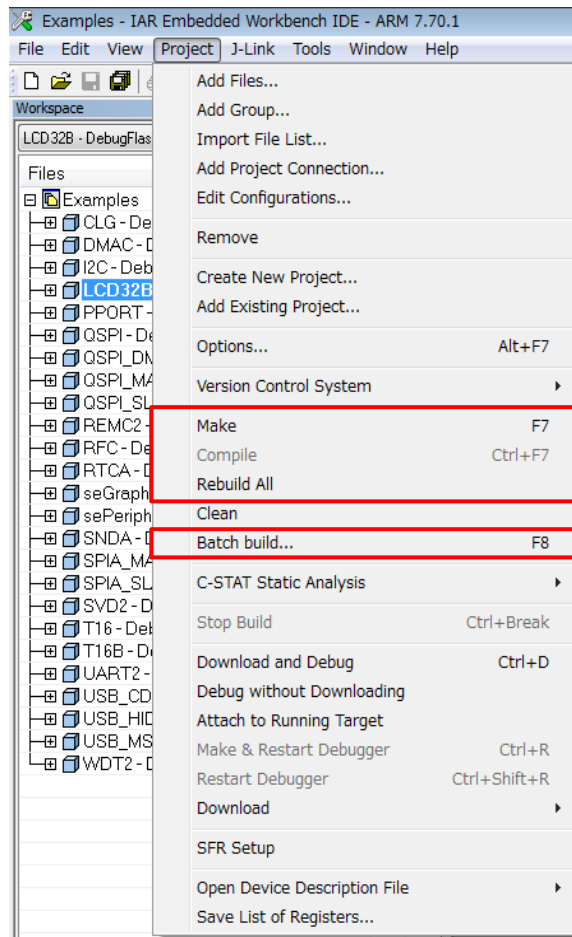 Examples - IAR Embedded Workbench IDE - ARM 7.70.1
File Edit View Project J-Link Tools Window Help
Workspace
LCD32B - DebugFlas
Files
Examples
CLG - De
DMAC - D
I2C - Deb
LCD32B
PPORT -
QSPI - De
QSPI_DM
QSPI_MA
QSPI_SL
REMC2 -
RFC - De
RTCA - D
seGraph
sePeriph
SNDA - D
SPIA_MA
SPIA_SL
SVD2 - D
T16 - Deb
T16B - De
UART2 -
USB_CD
USB_HID
USB_MS
WDT2 - D
Add Files...
Add Group...
Import File List...
Add Project Connection...
Edit Configurations...
Remove
Create New Project...
Add Existing Project...
Options... Alt+F7
Version Control System
Make F7
Compile Ctrl+F7
Rebuild All
Clean
Batch build... F8
C-STAT Static Analysis
Stop Build Ctrl+Break
Download and Debug Ctrl+D
Debug without Downloading
Attach to Running Target
Make & Restart Debugger Ctrl+R
Restart Debugger Ctrl+Shift+R
Download
SFR Setup
Open Device Description File
Save List of Registers...